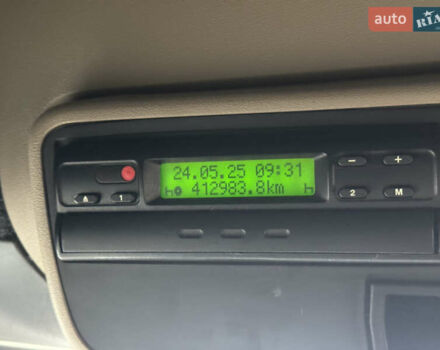 auto RIA
24.05.25 09:31
412983.8km
A 1
− +
2 M